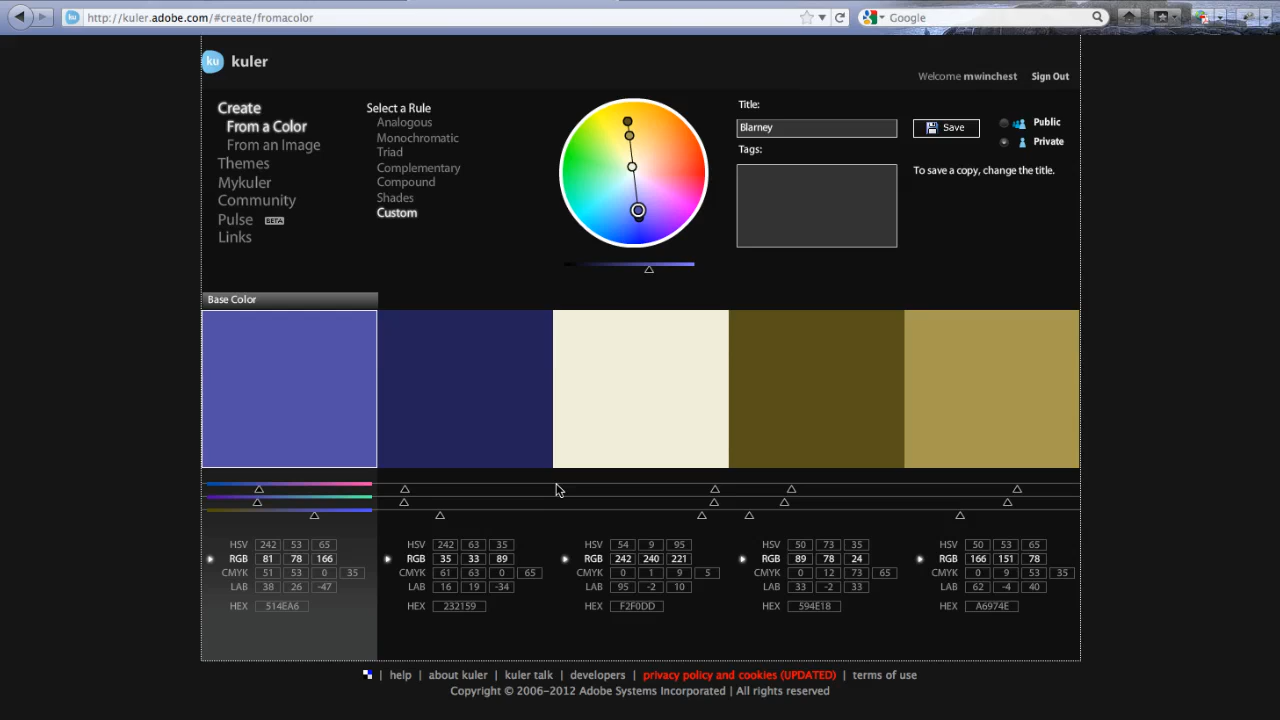 http://kuler.adobe.com/#create/fromacolor
Google
ku kuler
Welcome mwinchest Sign Out
Create
From a Color
From an Image
Themes
Mykuler
Community
Pulse BETA
Links
Select a Rule
Analogous
Monochromatic
Triad
Complementary
Compound
Shades
Custom
Title:
Blarney
Save
Public
Private
Tags:
To save a copy, change the title.
Base Color
HSV 242 53 65
RGB 81 78 166
CMYK 51 53 0 35
LAB 38 26 -47
HEX 514EA6
HSV 242 63 35
RGB 35 33 89
CMYK 61 63 0 65
LAB 16 19 -34
HEX 232159
HSV 54 9 95
RGB 242 240 221
CMYK 0 1 9 5
LAB 95 -2 10
HEX F2F0DD
HSV 50 73 35
RGB 89 78 24
CMYK 0 12 73 65
LAB 33 -2 33
HEX 594E18
HSV 50 53 65
RGB 166 151 78
CMYK 0 9 53 35
LAB 62 -4 40
HEX A6974E
help | about kuler | kuler talk | developers | privacy policy and cookies (UPDATED) | terms of use
Copyright © 2006-2012 Adobe Systems Incorporated | All rights reserved